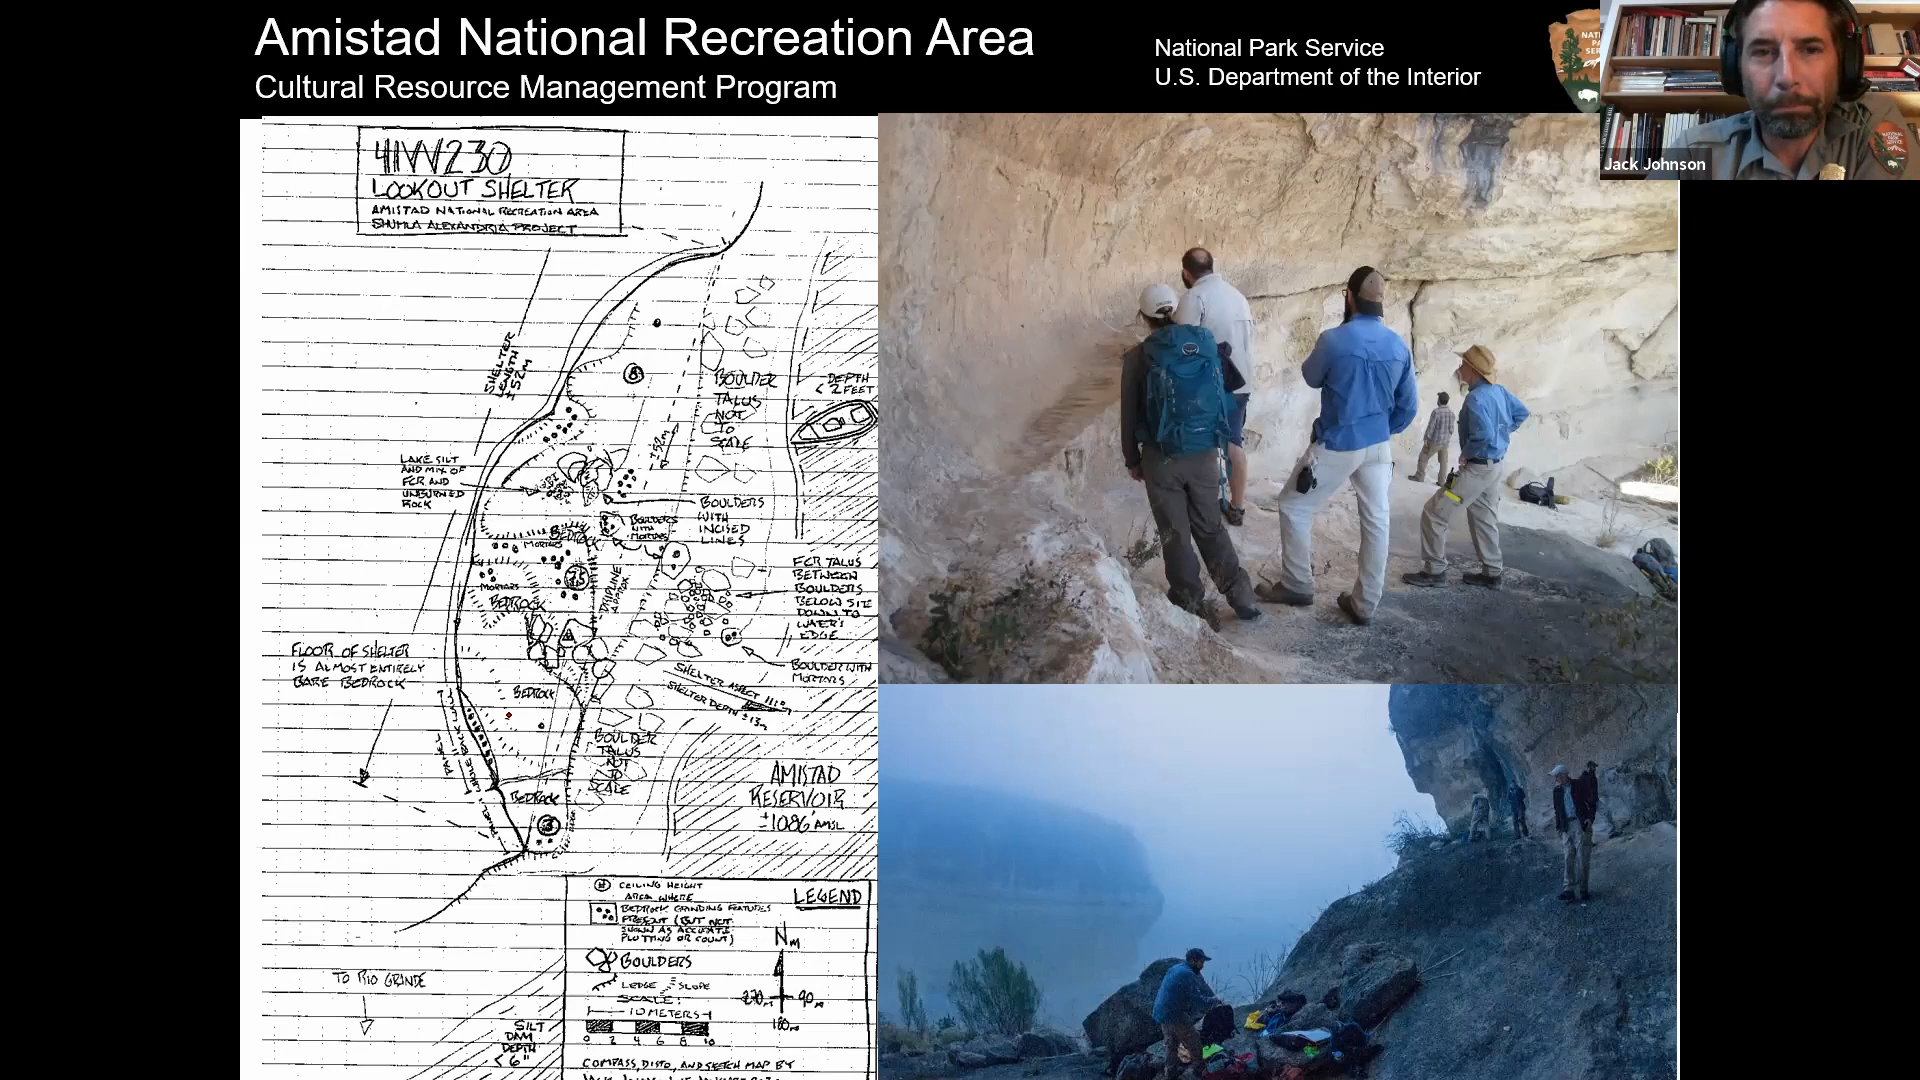 Amistad National Recreation Area
Cultural Resource Management Program
National Park Service
U.S. Department of the Interior
Jack Johnson
41VV230
LOOKOUT SHELTER
AMISTAD NATIONAL RECREATION AREA
SHUMLA ALEXANDRIA PROJECT
SHELTER
LENGTH
± 52M
BOULDER
TALUS
NOT
TO
SCALE
DEPTH
< 2 FEET
LAKE SILT
AND MIX OF
FCR AND
UNBURNED
ROCK
BOULDERS
WITH
INCISED
LINES
BOULDERS
WITH
MORTARS
BEDROCK
MORTARS
MORTARS
BEDROCK
DRIPLINE
FCR TALUS
BETWEEN
BOULDERS
BELOW SITE
DOWN TO
WATER'S
EDGE
BOULDER WITH
MORTARS
FLOOR OF SHELTER
IS ALMOST ENTIRELY
BARE BEDROCK
SHELTER ASPECT 111°
SHELTER DEPTH ±13m
BEDROCK
BOULDER
TALUS
NOT
TO
SCALE
BEDROCK
AMISTAD
RESERVOIR
±1086' AMSL
LEGEND
CEILING HEIGHT
AREA WHERE
BEDROCK GRINDING FEATURES
PRESENT (BUT NOT
SHOWN AS ACCURATE
PLOTTING OR COUNT)
BOULDERS
LEDGE
SLOPE
SCALE:
10 METERS
0 2 4 6 8 10
NM
270
90
180
TO RIO GRANDE
SILT
DAM
DEPTH
< 6"
COMPASS, DISTO, AND SKETCH MAP BY